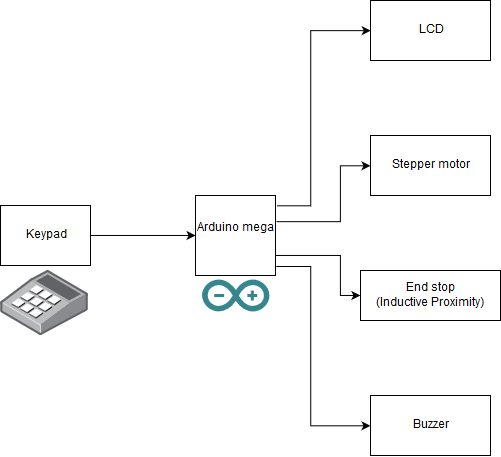 LCD
Stepper motor
Keypad
Arduino mega
End stop
(Inductive Proximity)
Buzzer